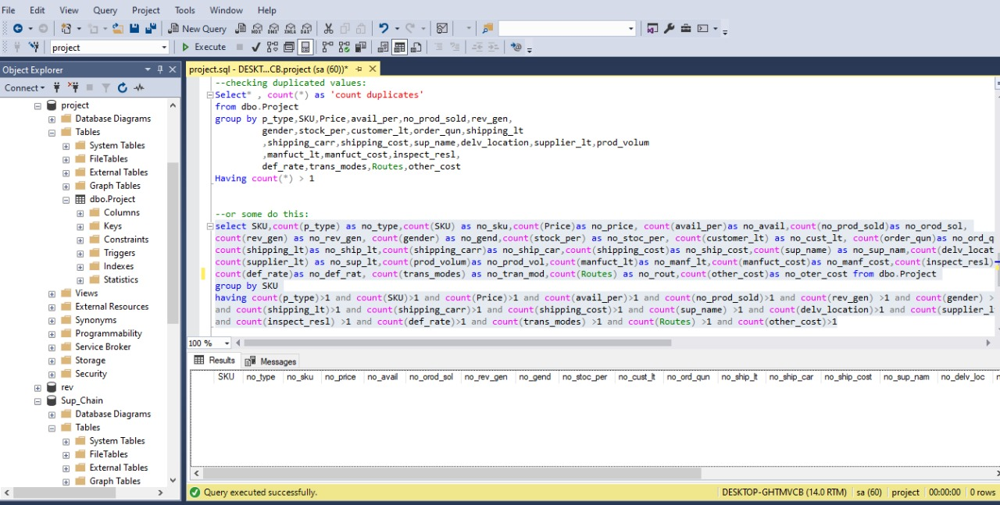 File Edit View Query Project Tools Window Help
New Query MDX DMX XMLA DAX
project Execute
Object Explorer
Connect
project
Database Diagrams
Tables
System Tables
FileTables
External Tables
Graph Tables
dbo.Project
Columns
Keys
Constraints
Triggers
Indexes
Statistics
Views
External Resources
Synonyms
Programmability
Service Broker
Storage
Security
rev
Sup_Chain
Database Diagrams
Tables
System Tables
FileTables
External Tables
Graph Tables
project.sql - DESKT...CB.project (sa (60))*
--checking duplicated values:
Select* , count(*) as 'count duplicates'
from dbo.Project
group by p_type,SKU,Price,avail_per,no_prod_sold,rev_gen,
gender,stock_per,customer_lt,order_qun,shipping_lt
,shipping_carr,shipping_cost,sup_name,delv_location,supplier_lt,prod_volum
,manfuct_lt,manfuct_cost,inspect_resl,
def_rate,trans_modes,Routes,other_cost
Having count(*) > 1
--or some do this:
select SKU,count(p_type) as no_type,count(SKU) as no_sku,count(Price)as no_price, count(avail_per)as no_avail,count(no_prod_sold)as no_orod_sol,
count(rev_gen) as no_rev_gen, count(gender) as no_gend,count(stock_per) as no_stoc_per, count(customer_lt) as no_cust_lt, count(order_qun)as no_ord_q
count(shipping_lt)as no_ship_lt,count(shipping_carr)as no_ship_car,count(shipping_cost)as no_ship_cost,count(sup_name) as no_sup_nam,count(delv_locat
count(supplier_lt) as no_sup_lt,count(prod_volum)as no_prod_vol,count(manfuct_lt)as no_manf_lt,count(manfuct_cost)as no_manf_cost,count(inspect_resl)
count(def_rate)as no_def_rat, count(trans_modes) as no_tran_mod,count(Routes) as no_rout,count(other_cost)as no_oter_cost from dbo.Project
group by SKU
having count(p_type)>1 and count(SKU)>1 and count(Price)>1 and count(avail_per)>1 and count(no_prod_sold)>1 and count(rev_gen) >1 and count(gender) >
and count(shipping_lt)>1 and count(shipping_carr)>1 and count(shipping_cost)>1 and count(sup_name) >1 and count(delv_location)>1 and count(supplier_l
and count(inspect_resl) >1 and count(def_rate)>1 and count(trans_modes) >1 and count(Routes) >1 and count(other_cost)>1
100 %
Results Messages
SKU no_type no_sku no_price no_avail no_orod_sol no_rev_gen no_gend no_stoc_per no_cust_lt no_ord_qun no_ship_lt no_ship_car no_ship_cost no_sup_nam no_delv_loc
Query executed successfully. DESKTOP-GHTMVCB (14.0 RTM) sa (60) project 00:00:00 0 rows